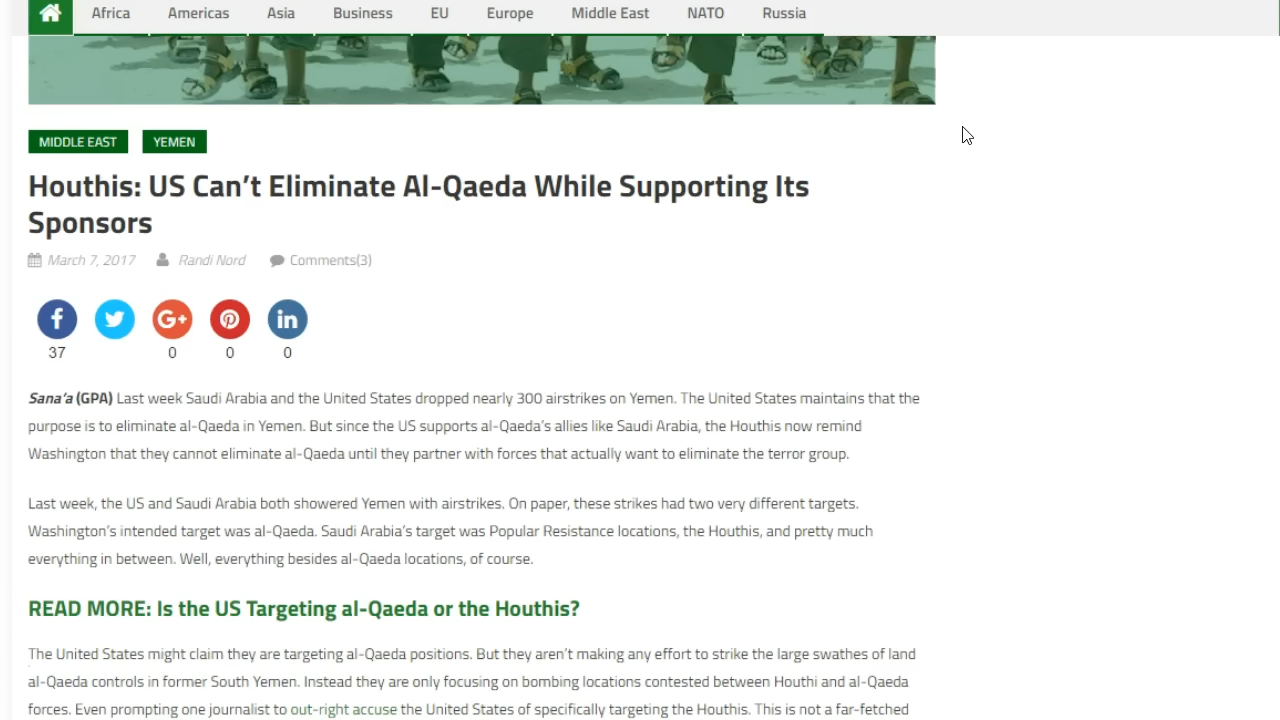 Africa Americas Asia Business EU Europe Middle East NATO Russia
MIDDLE EAST YEMEN
Houthis: US Can't Eliminate Al-Qaeda While Supporting Its
Sponsors
March 7, 2017 Randi Nord Comments(3)
f G+ in
37 0 0 0
Sana'a (GPA) Last week Saudi Arabia and the United States dropped nearly 300 airstrikes on Yemen. The United States maintains that the
purpose is to eliminate al-Qaeda in Yemen. But since the US supports al-Qaeda's allies like Saudi Arabia, the Houthis now remind
Washington that they cannot eliminate al-Qaeda until they partner with forces that actually want to eliminate the terror group.
Last week, the US and Saudi Arabia both showered Yemen with airstrikes. On paper, these strikes had two very different targets.
Washington's intended target was al-Qaeda. Saudi Arabia's target was Popular Resistance locations, the Houthis, and pretty much
everything in between. Well, everything besides al-Qaeda locations, of course.
READ MORE: Is the US Targeting al-Qaeda or the Houthis?
The United States might claim they are targeting al-Qaeda positions. But they aren't making any effort to strike the large swathes of land
al-Qaeda controls in former South Yemen. Instead they are only focusing on bombing locations contested between Houthi and al-Qaeda
forces. Even prompting one journalist to out-right accuse the United States of specifically targeting the Houthis. This is not a far-fetched